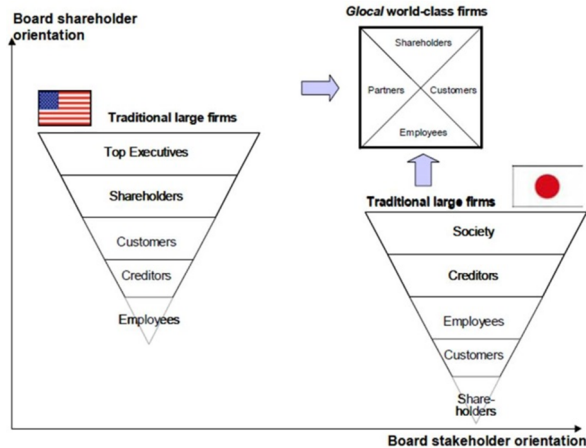 Board shareholder
orientation
Glocal world-class firms
Shareholders
Partners
Customers
Employees
Traditional large firms
Top Executives
Shareholders
Customers
Creditors
Employees
Traditional large firms
Society
Creditors
Employees
Customers
Share-
holders
Board stakeholder orientation